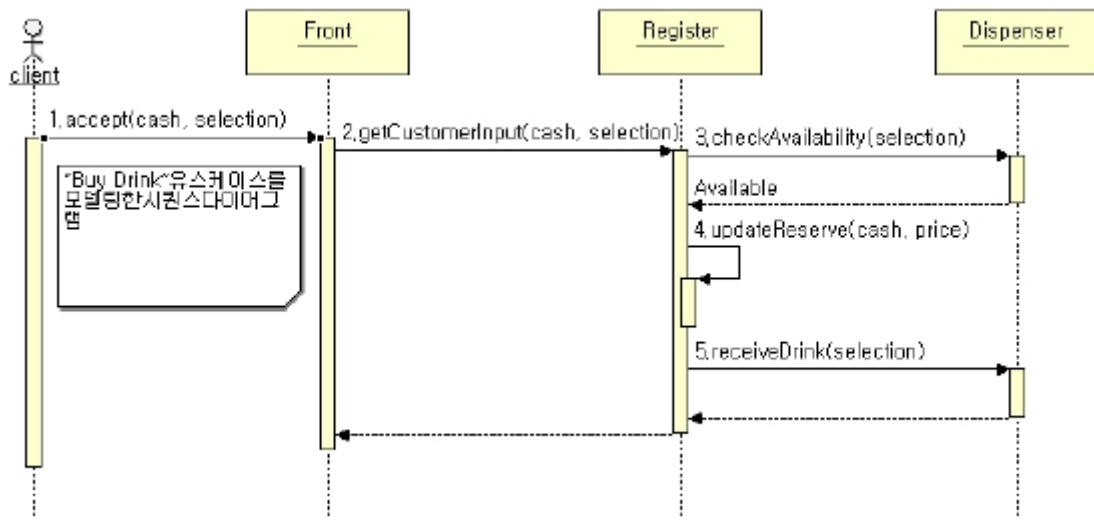 Front
Register
Dispenser
client
1.accept(cash, selection)
2.getCustomerInput(cash, selection)
3.checkAvailability(selection)
"Buy Drink"유스케이스를
모델링한시퀀스다이어그
램
Available
4.updateReserve(cash, price)
5.receiveDrink(selection)